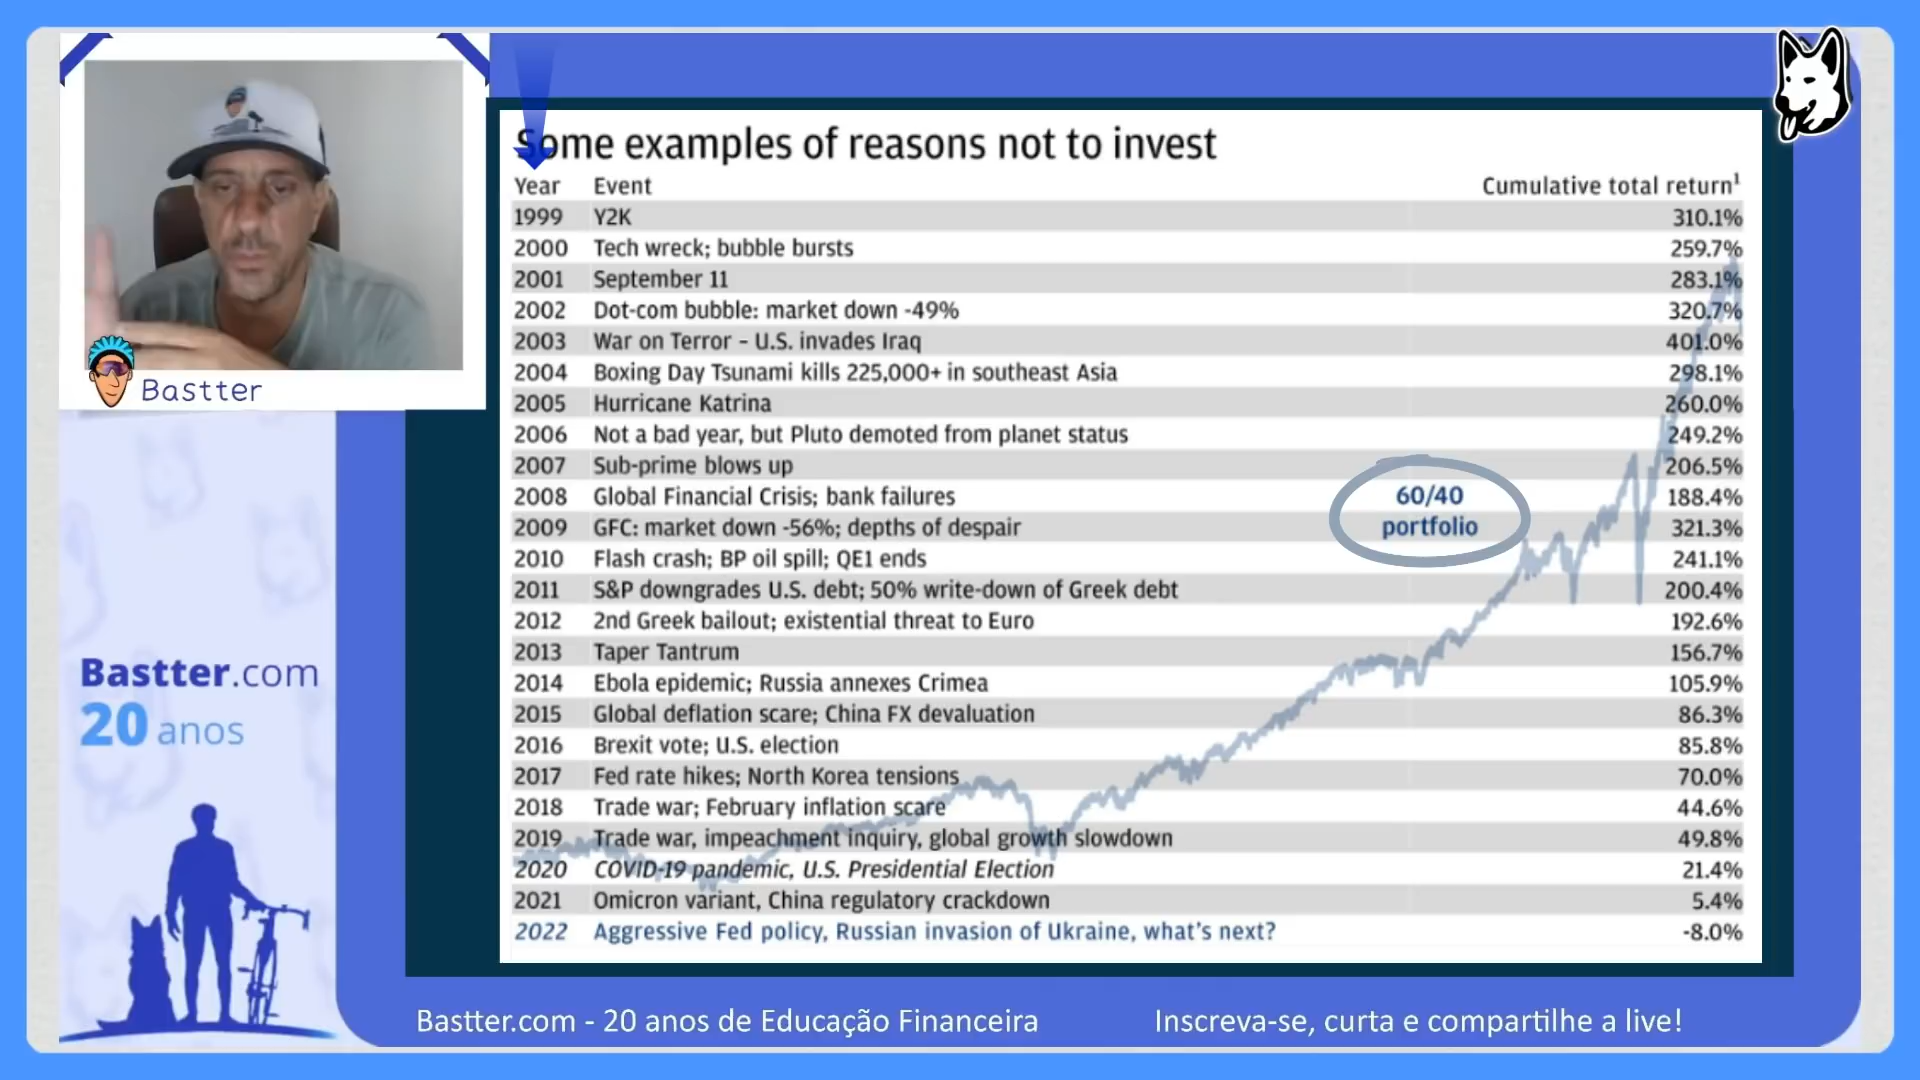 Some examples of reasons not to invest
Year Event Cumulative total return¹
1999 Y2K 310.1%
2000 Tech wreck; bubble bursts 259.7%
2001 September 11 283.1%
2002 Dot-com bubble: market down -49% 320.7%
2003 War on Terror – U.S. invades Iraq 401.0%
2004 Boxing Day Tsunami kills 225,000+ in southeast Asia 298.1%
2005 Hurricane Katrina 260.0%
2006 Not a bad year, but Pluto demoted from planet status 249.2%
2007 Sub-prime blows up 206.5%
2008 Global Financial Crisis; bank failures 188.4%
2009 GFC: market down -56%; depths of despair 321.3%
60/40
portfolio
2010 Flash crash; BP oil spill; QE1 ends 241.1%
2011 S&P downgrades U.S. debt; 50% write-down of Greek debt 200.4%
2012 2nd Greek bailout; existential threat to Euro 192.6%
2013 Taper Tantrum 156.7%
2014 Ebola epidemic; Russia annexes Crimea 105.9%
2015 Global deflation scare; China FX devaluation 86.3%
2016 Brexit vote; U.S. election 85.8%
2017 Fed rate hikes; North Korea tensions 70.0%
2018 Trade war; February inflation scare 44.6%
2019 Trade war, impeachment inquiry, global growth slowdown 49.8%
2020 COVID-19 pandemic, U.S. Presidential Election 21.4%
2021 Omicron variant, China regulatory crackdown 5.4%
2022 Aggressive Fed policy, Russian invasion of Ukraine, what's next? -8.0%
Bastter
Bastter.com
20 anos
Bastter.com - 20 anos de Educação Financeira
Inscreva-se, curta e compartilhe a live!